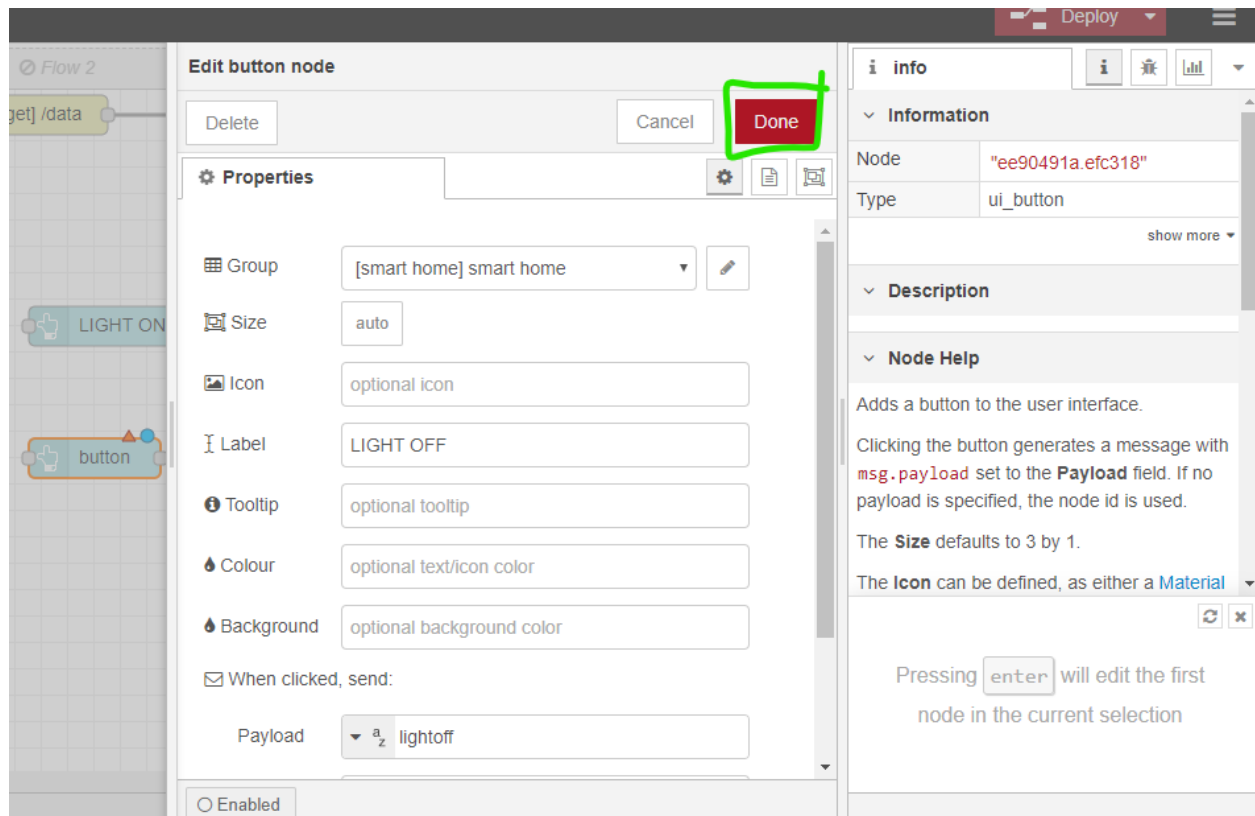 Deploy
Flow 2
Edit button node
i info
i
get] /data
Delete
Cancel
Done
Information
Properties
Node
"ee90491a.efc318"
Type
ui_button
show more
Group
[smart home] smart home
Description
Size
auto
LIGHT ON
Node Help
Icon
optional icon
Adds a button to the user interface.
Label
LIGHT OFF
Clicking the button generates a message with
msg.payload set to the Payload field. If no
payload is specified, the node id is used.
button
Tooltip
optional tooltip
The Size defaults to 3 by 1.
Colour
optional text/icon color
The Icon can be defined, as either a Material
Background
optional background color
When clicked, send:
Pressing enter will edit the first
node in the current selection
Payload
a z lightoff
Enabled